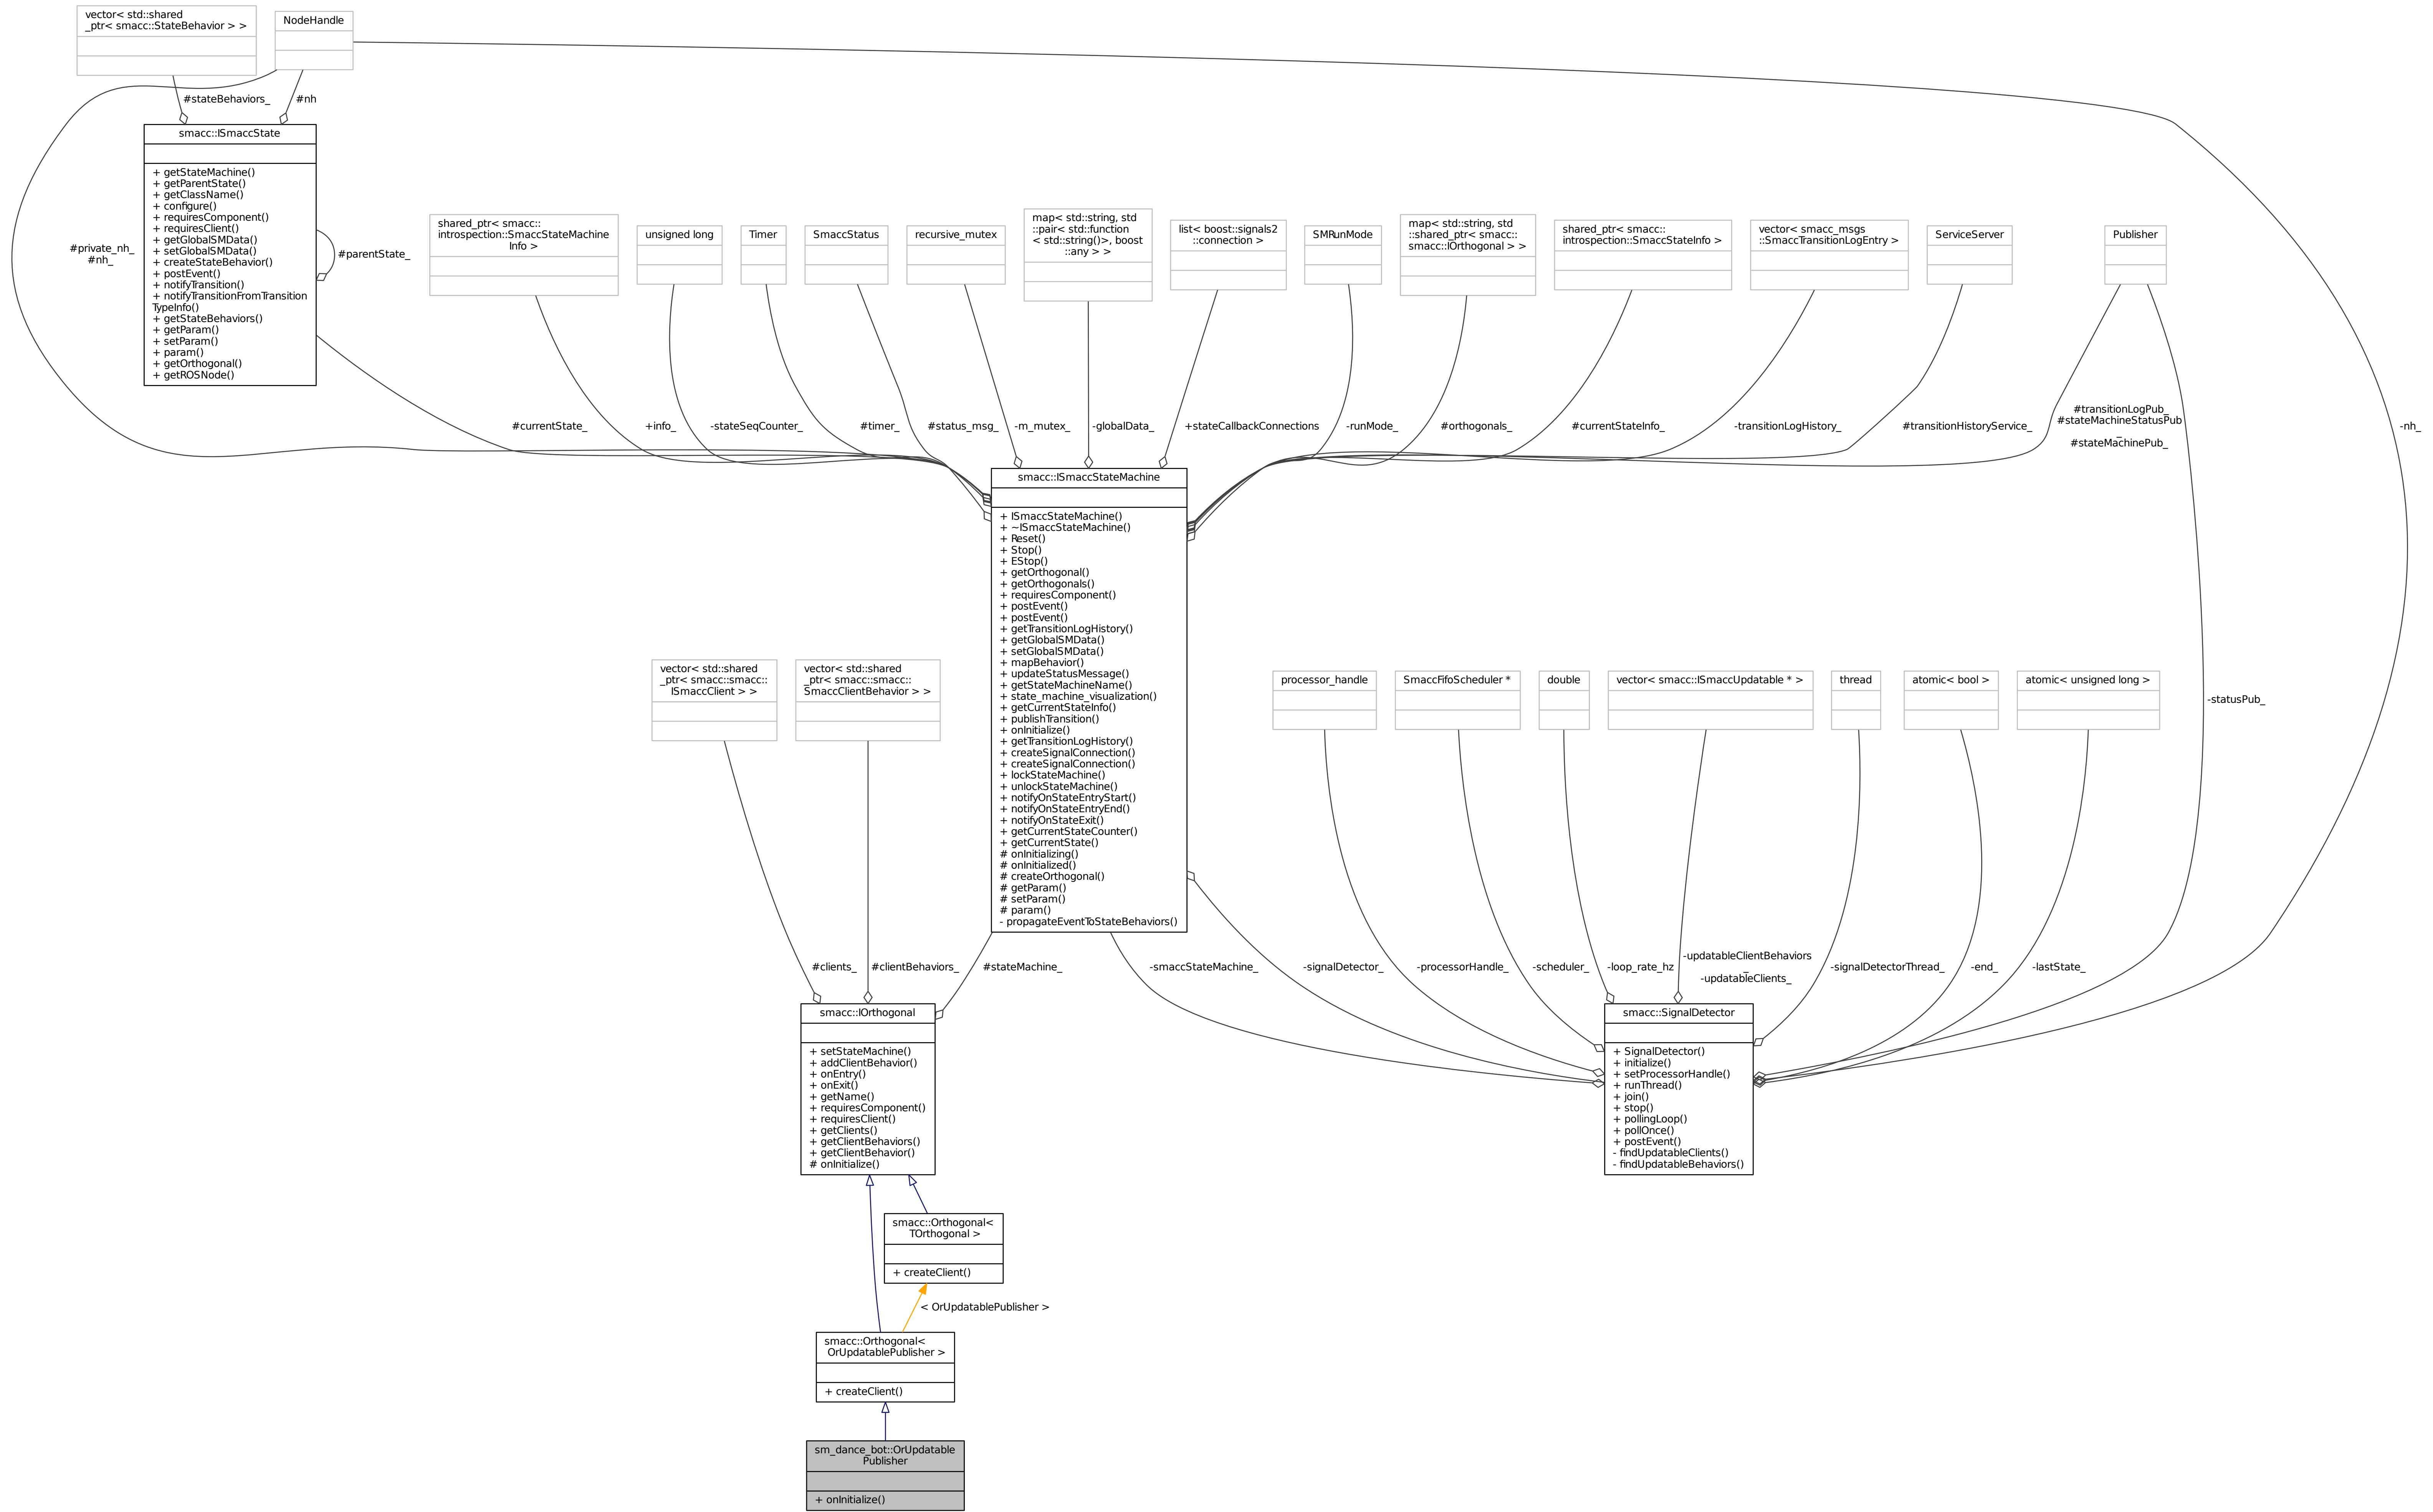 vector< std::shared
_ptr< smacc::StateBehavior > >
NodeHandle
#stateBehaviors_
#nh
smacc::ISmaccState
+ getStateMachine()
+ getParentState()
+ getClassName()
+ configure()
+ requiresComponent()
+ requiresClient()
+ getGlobalSMData()
+ setGlobalSMData()
+ createStateBehavior()
+ postEvent()
+ notifyTransition()
+ notifyTransitionFromTransition
TypeInfo()
+ getStateBehaviors()
+ getParam()
+ setParam()
+ param()
+ getOrthogonal()
+ getROSNode()
#private_nh_
#nh_
#parentState_
shared_ptr< smacc::
introspection::SmaccStateMachine
Info >
unsigned long
Timer
SmaccStatus
recursive_mutex
map< std::string, std
::pair< std::function
< std::string()>, boost
::any > >
list< boost::signals2
::connection >
SMRunMode
map< std::string, std
::shared_ptr< smacc::
smacc::IOrthogonal > >
shared_ptr< smacc::
introspection::SmaccStateInfo >
vector< smacc_msgs
::SmaccTransitionLogEntry >
ServiceServer
Publisher
#currentState_
+info_
-stateSeqCounter_
#timer_
#status_msg_
-m_mutex_
-globalData_
+stateCallbackConnections
-runMode_
#orthogonals_
#currentStateInfo_
-transitionLogHistory_
#transitionHistoryService_
#transitionLogPub_
#stateMachineStatusPub
_
#stateMachinePub_
-nh_
smacc::ISmaccStateMachine
+ ISmaccStateMachine()
+ ~ISmaccStateMachine()
+ Reset()
+ Stop()
+ EStop()
+ getOrthogonal()
+ getOrthogonals()
+ requiresComponent()
+ postEvent()
+ postEvent()
+ getTransitionLogHistory()
+ getGlobalSMData()
+ setGlobalSMData()
+ mapBehavior()
+ updateStatusMessage()
+ getStateMachineName()
+ state_machine_visualization()
+ getCurrentStateInfo()
+ publishTransition()
+ onInitialize()
+ getTransitionLogHistory()
+ createSignalConnection()
+ createSignalConnection()
+ lockStateMachine()
+ unlockStateMachine()
+ notifyOnStateEntryStart()
+ notifyOnStateEntryEnd()
+ notifyOnStateExit()
+ getCurrentStateCounter()
+ getCurrentState()
# onInitializing()
# onInitialized()
# createOrthogonal()
# getParam()
# setParam()
# param()
- propagateEventToStateBehaviors()
vector< std::shared
_ptr< smacc::smacc::
ISmaccClient > >
vector< std::shared
_ptr< smacc::smacc::
SmaccClientBehavior > >
processor_handle
SmaccFifoScheduler *
double
vector< smacc::ISmaccUpdatable * >
thread
atomic< bool >
atomic< unsigned long >
-statusPub_
#clients_
#clientBehaviors_
#stateMachine_
-smaccStateMachine_
-signalDetector_
-processorHandle_
-scheduler_
-loop_rate_hz
-updatableClientBehaviors
_
-updatableClients_
-signalDetectorThread_
-end_
-lastState_
smacc::IOrthogonal
+ setStateMachine()
+ addClientBehavior()
+ onEntry()
+ onExit()
+ getName()
+ requiresComponent()
+ requiresClient()
+ getClients()
+ getClientBehaviors()
+ getClientBehavior()
# onInitialize()
smacc::SignalDetector
+ SignalDetector()
+ initialize()
+ setProcessorHandle()
+ runThread()
+ join()
+ stop()
+ pollingLoop()
+ pollOnce()
+ postEvent()
- findUpdatableClients()
- findUpdatableBehaviors()
smacc::Orthogonal<
TOrthogonal >
+ createClient()
< OrUpdatablePublisher >
smacc::Orthogonal<
OrUpdatablePublisher >
+ createClient()
sm_dance_bot::OrUpdatable
Publisher
+ onInitialize()